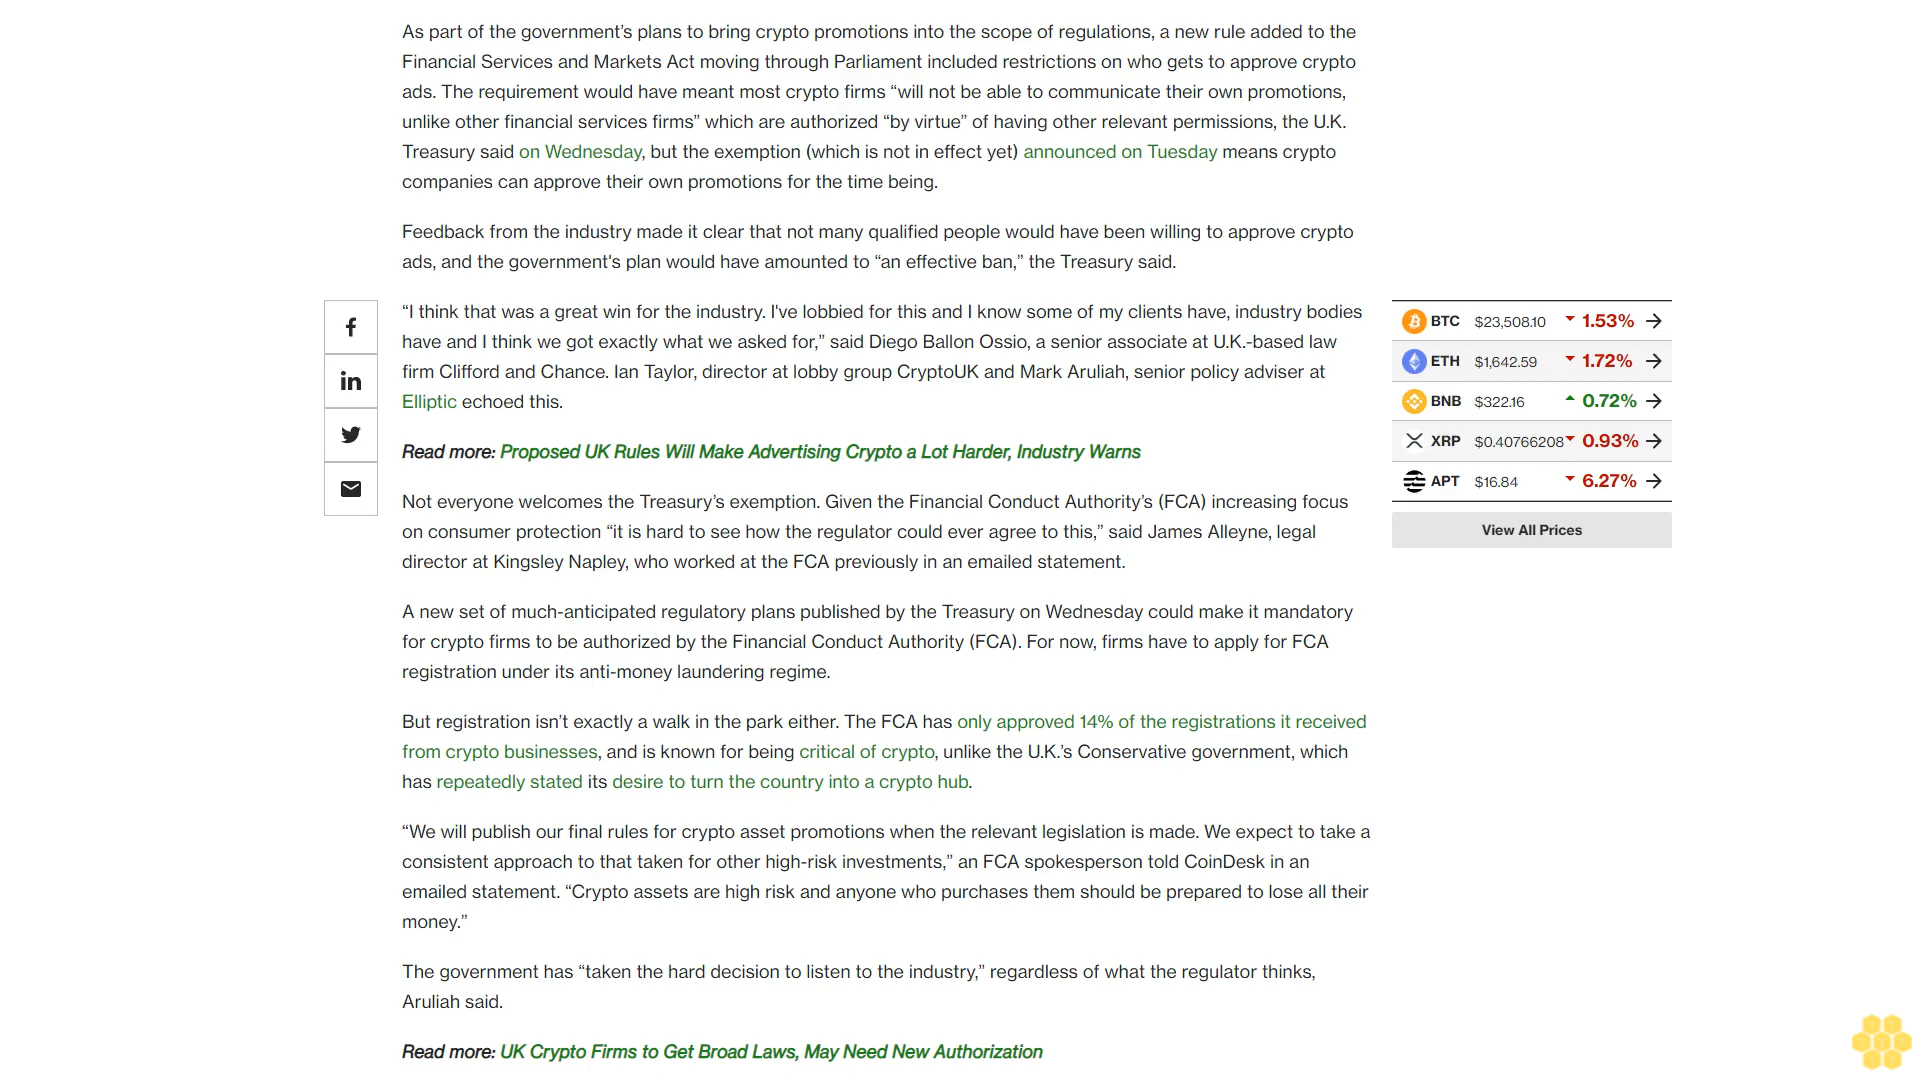 As part of the government’s plans to bring crypto promotions into the scope of regulations, a new rule added to the
Financial Services and Markets Act moving through Parliament included restrictions on who gets to approve crypto
ads. The requirement would have meant most crypto firms “will not be able to communicate their own promotions,
unlike other financial services firms” which are authorized “by virtue” of having other relevant permissions, the U.K.
Treasury said on Wednesday, but the exemption (which is not in effect yet) announced on Tuesday means crypto
companies can approve their own promotions for the time being.
Feedback from the industry made it clear that not many qualified people would have been willing to approve crypto
ads, and the government's plan would have amounted to “an effective ban,” the Treasury said.
“I think that was a great win for the industry. I've lobbied for this and I know some of my clients have, industry bodies
have and I think we got exactly what we asked for,” said Diego Ballon Ossio, a senior associate at U.K.-based law
firm Clifford and Chance. Ian Taylor, director at lobby group CryptoUK and Mark Aruliah, senior policy adviser at
Elliptic echoed this.
Read more: Proposed UK Rules Will Make Advertising Crypto a Lot Harder, Industry Warns
Not everyone welcomes the Treasury’s exemption. Given the Financial Conduct Authority’s (FCA) increasing focus
on consumer protection “it is hard to see how the regulator could ever agree to this,” said James Alleyne, legal
director at Kingsley Napley, who worked at the FCA previously in an emailed statement.
A new set of much-anticipated regulatory plans published by the Treasury on Wednesday could make it mandatory
for crypto firms to be authorized by the Financial Conduct Authority (FCA). For now, firms have to apply for FCA
registration under its anti-money laundering regime.
But registration isn’t exactly a walk in the park either. The FCA has only approved 14% of the registrations it received
from crypto businesses, and is known for being critical of crypto, unlike the U.K.’s Conservative government, which
has repeatedly stated its desire to turn the country into a crypto hub.
“We will publish our final rules for crypto asset promotions when the relevant legislation is made. We expect to take a
consistent approach to that taken for other high-risk investments,” an FCA spokesperson told CoinDesk in an
emailed statement. “Crypto assets are high risk and anyone who purchases them should be prepared to lose all their
money.”
The government has “taken the hard decision to listen to the industry,” regardless of what the regulator thinks,
Aruliah said.
Read more: UK Crypto Firms to Get Broad Laws, May Need New Authorization
BTC $23,508.10 1.53%
ETH $1,642.59 1.72%
BNB $322.16 0.72%
XRP $0.40766208 0.93%
APT $16.84 6.27%
View All Prices